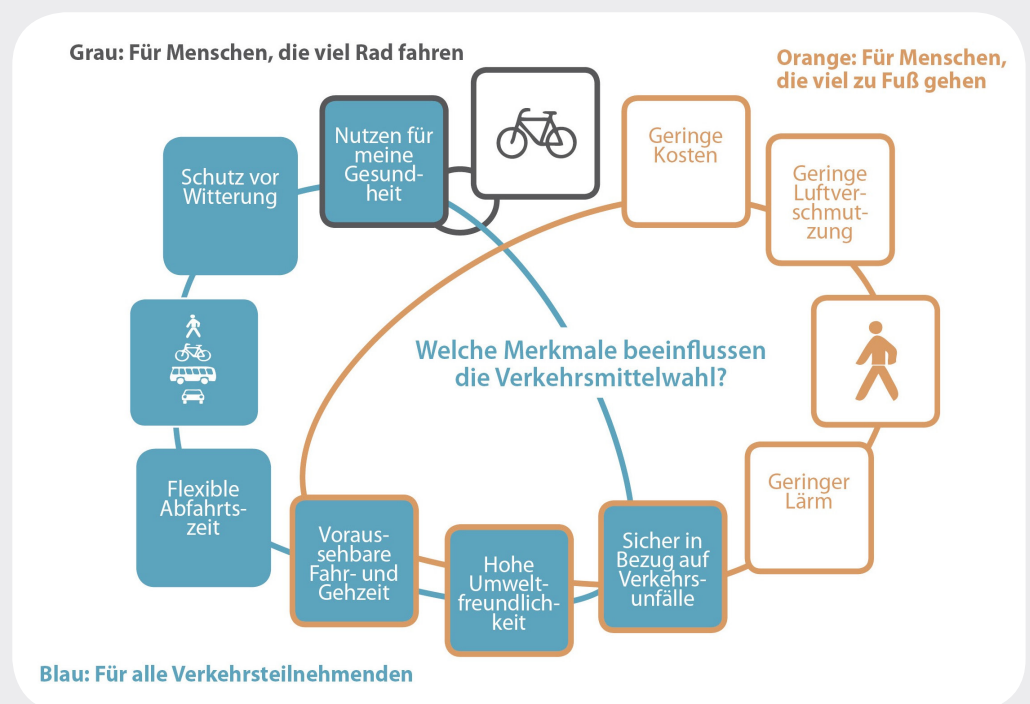 Grau: Für Menschen, die viel Rad fahren
Orange: Für Menschen,
die viel zu Fuß gehen
Nutzen für
meine
Gesund-
heit
Geringe
Kosten
Schutz vor
Witterung
Geringe
Luftver-
schmut-
zung
Welche Merkmale beeinflussen
die Verkehrsmittelwahl?
Flexible
Abfahrts-
zeit
Geringer
Lärm
Voraus-
sehbare
Fahr- und
Gehzeit
Hohe
Umwelt-
freundlich-
keit
Sicher in
Bezug auf
Verkehrs-
unfälle
Blau: Für alle Verkehrsteilnehmenden